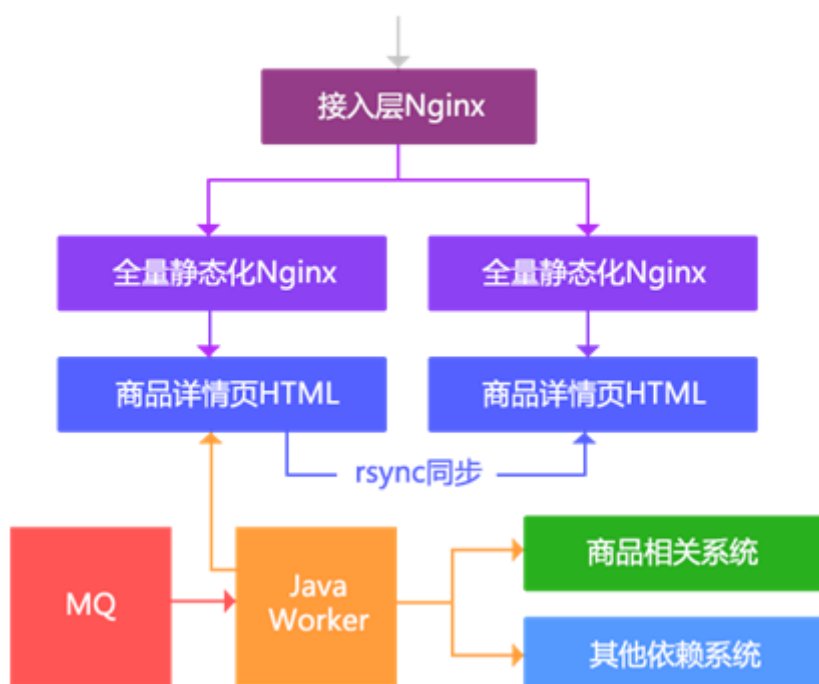 接入层Nginx
全量静态化Nginx
全量静态化Nginx
商品详情页HTML
商品详情页HTML
rsync同步
MQ
Java
Worker
商品相关系统
其他依赖系统